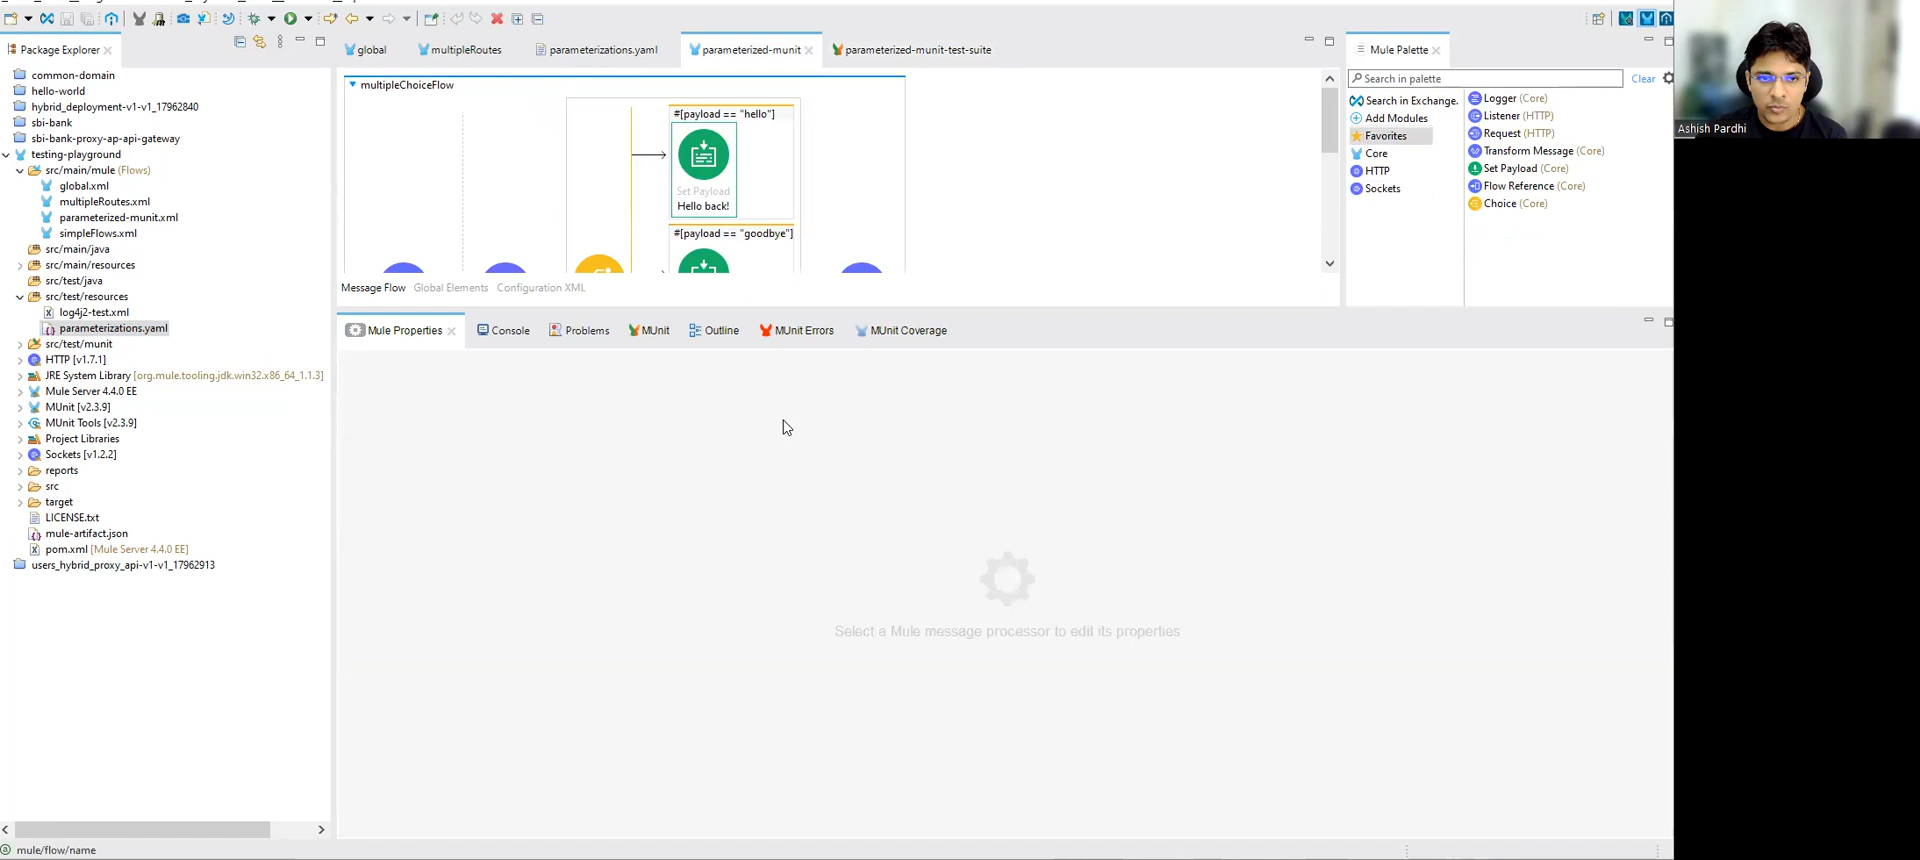 Package Explorer
global
multipleRoutes
parameterizations.yaml
parameterized-munit
parameterized-munit-test-suite
Mule Palette
common-domain
hello-world
hybrid_deployment-v1-v1_17962840
sbi-bank
sbi-bank-proxy-ap-api-gateway
testing-playground
src/main/mule (Flows)
global.xml
multipleRoutes.xml
parameterized-munit.xml
simpleFlows.xml
src/main/java
src/main/resources
src/test/java
src/test/resources
log4j2-test.xml
parameterizations.yaml
src/test/munit
HTTP [v1.7.1]
JRE System Library [org.mule.tooling.jdk.win32.x86_64_1.1.3]
Mule Server 4.4.0 EE
MUnit [v2.3.9]
MUnit Tools [v2.3.9]
Project Libraries
Sockets [v1.2.2]
reports
src
target
LICENSE.txt
mule-artifact.json
pom.xml [Mule Server 4.4.0 EE]
users_hybrid_proxy_api-v1-v1_17962913
multipleChoiceFlow
#[payload == "hello"]
Set Payload
Hello back!
#[payload == "goodbye"]
Message Flow
Global Elements
Configuration XML
Search in palette
Clear
Search in Exchange.
Add Modules
Favorites
Core
HTTP
Sockets
Logger (Core)
Listener (HTTP)
Request (HTTP)
Transform Message (Core)
Set Payload (Core)
Flow Reference (Core)
Choice (Core)
Mule Properties
Console
Problems
MUnit
Outline
MUnit Errors
MUnit Coverage
Select a Mule message processor to edit its properties
mule/flow/name
Ashish Pardhi